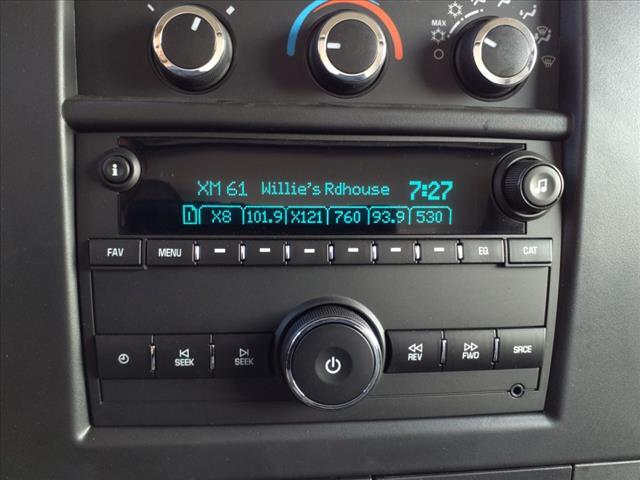 MAX
XM 61 Willie's Rdhouse 7:27
1 X8 101.9 X121 760 93.9 530
FAV MENU EQ CAT
SEEK SEEK REV FWD SRCE